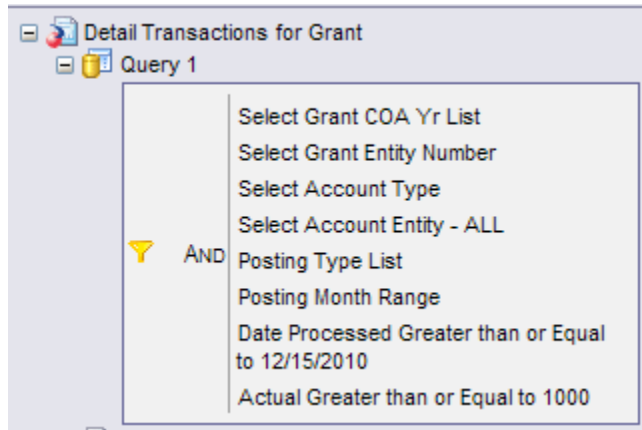 Detail Transactions for Grant
Query 1
Select Grant COA Yr List
Select Grant Entity Number
Select Account Type
Select Account Entity - ALL
AND
Posting Type List
Posting Month Range
Date Processed Greater than or Equal
to 12/15/2010
Actual Greater than or Equal to 1000